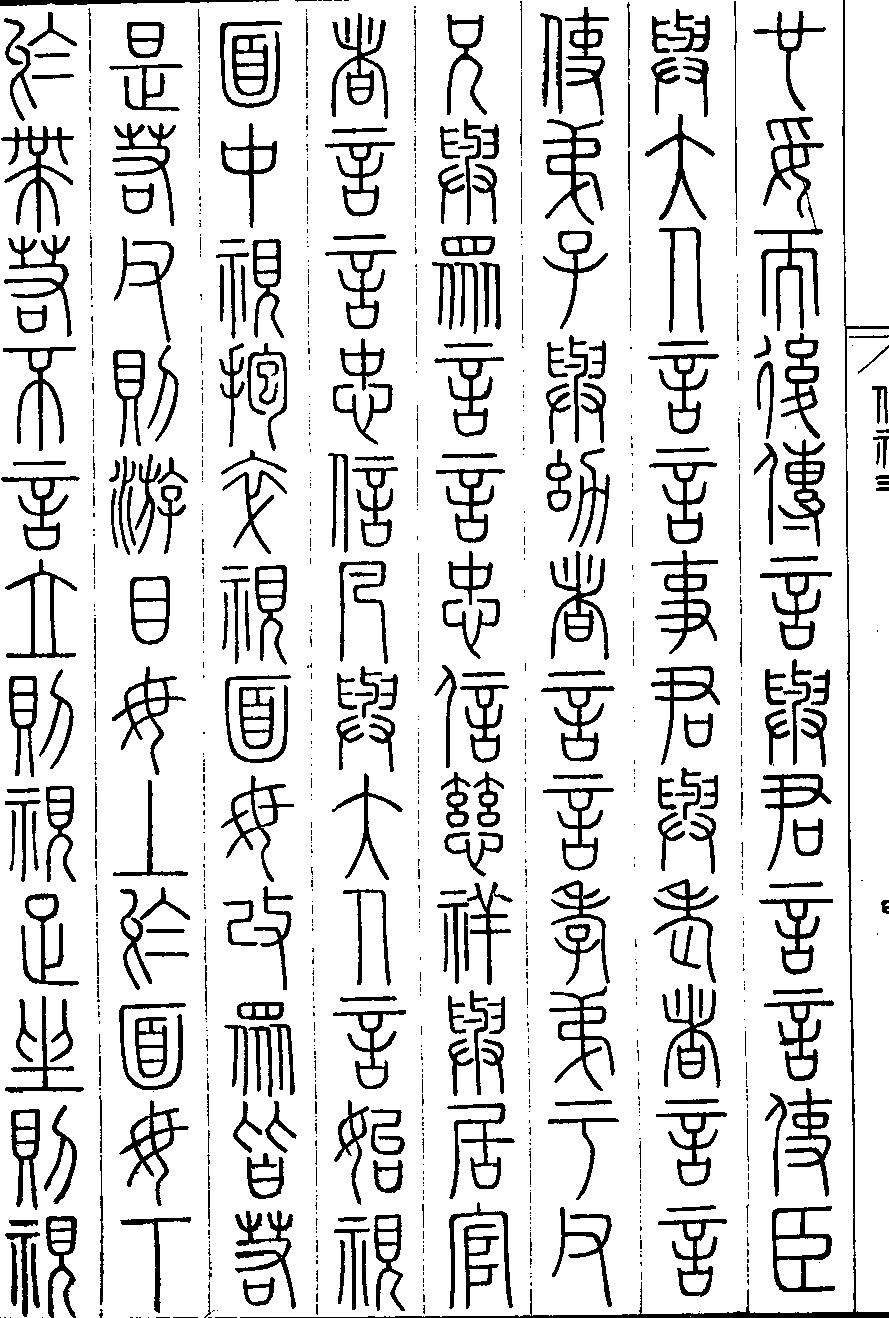 也妥而後傳言與君言言使臣
與大人言言事君與老者言言
使弟子與幼者言言孝弟于父
兄與眾言言忠信慈祥與居官
者言言忠信凡與大人言始視
面中視抱卒視面毋改眾皆若
是若父則游目毋上於面毋下
於帶若不言立則視足坐則視